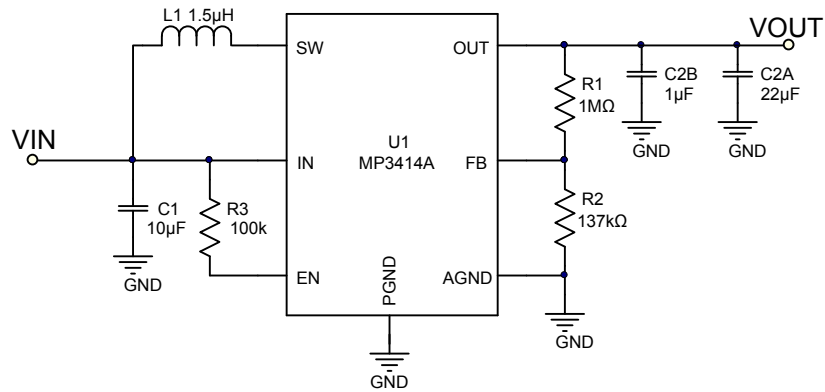 L1 1.5µH
VOUT
SW
OUT
C2B
1µF
C2A
22µF
R1
1MΩ
GND
GND
VIN
U1
MP3414A
IN
FB
C1
10µF
R3
100k
R2
137kΩ
GND
EN
PGND
AGND
GND
GND